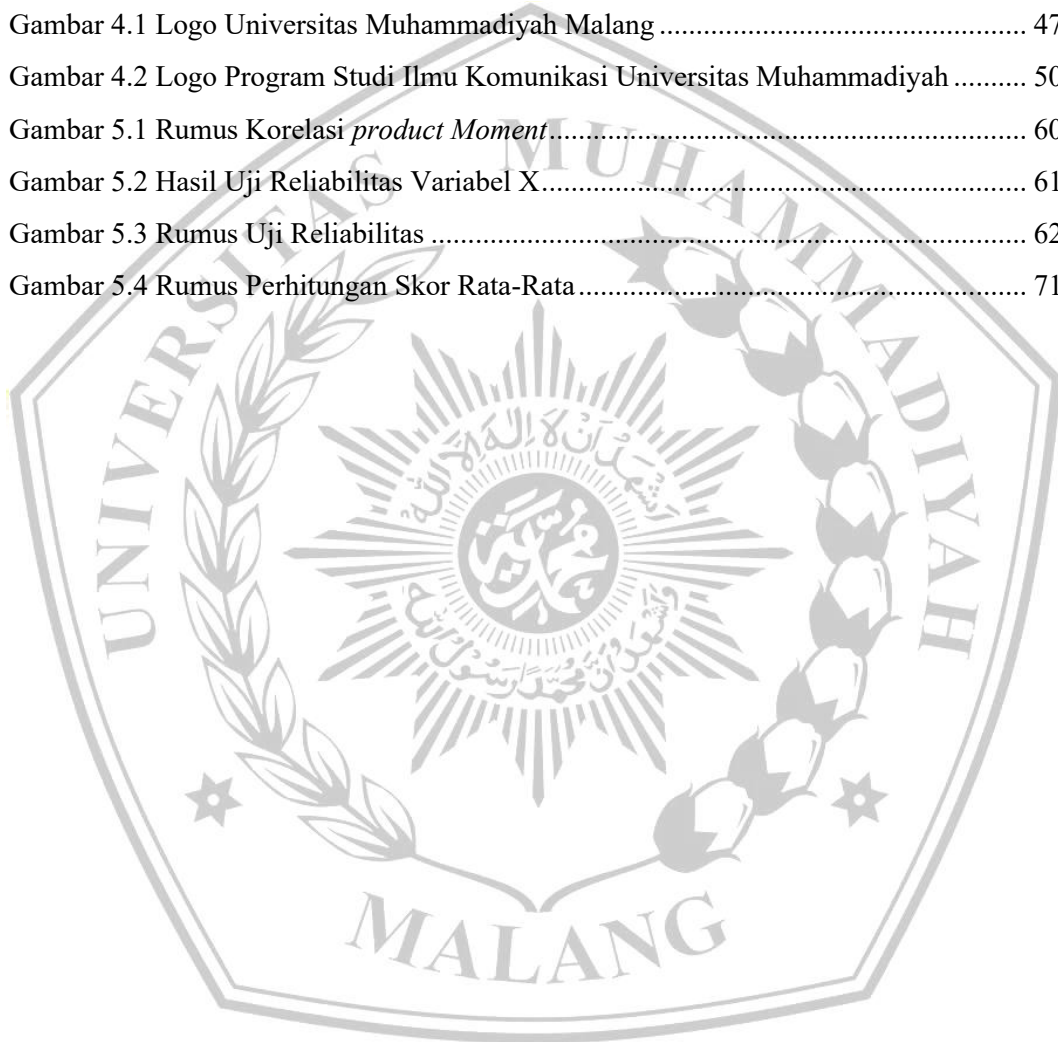 Gambar 4.1 Logo Universitas Muhammadiyah Malang ............................................. 47
Gambar 4.2 Logo Program Studi Ilmu Komunikasi Universitas Muhammadiyah .......... 50
Gambar 5.1 Rumus Korelasi product Moment ........................................................... 60
Gambar 5.2 Hasil Uji Reliabilitas Variabel X ............................................................ 61
Gambar 5.3 Rumus Uji Reliabilitas .......................................................................... 62
Gambar 5.4 Rumus Perhitungan Skor Rata-Rata ....................................................... 71
UNIVERSITAS MUHAMMADIYAH
MALANG